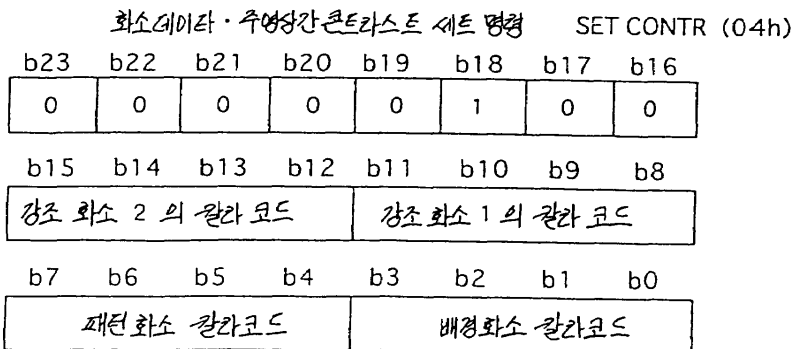 화소데이타 · 주영상간 콘트라스트 세트 명령 SET CONTR (04h)
b23 b22 b21 b20 b19 b18 b17 b16
0 0 0 0 0 1 0 0
b15 b14 b13 b12 b11 b10 b9 b8
강조 화소 2 의 칼라 코드 강조 화소 1 의 칼라 코드
b7 b6 b5 b4 b3 b2 b1 b0
패턴 화소 칼라코드 배경화소 칼라코드